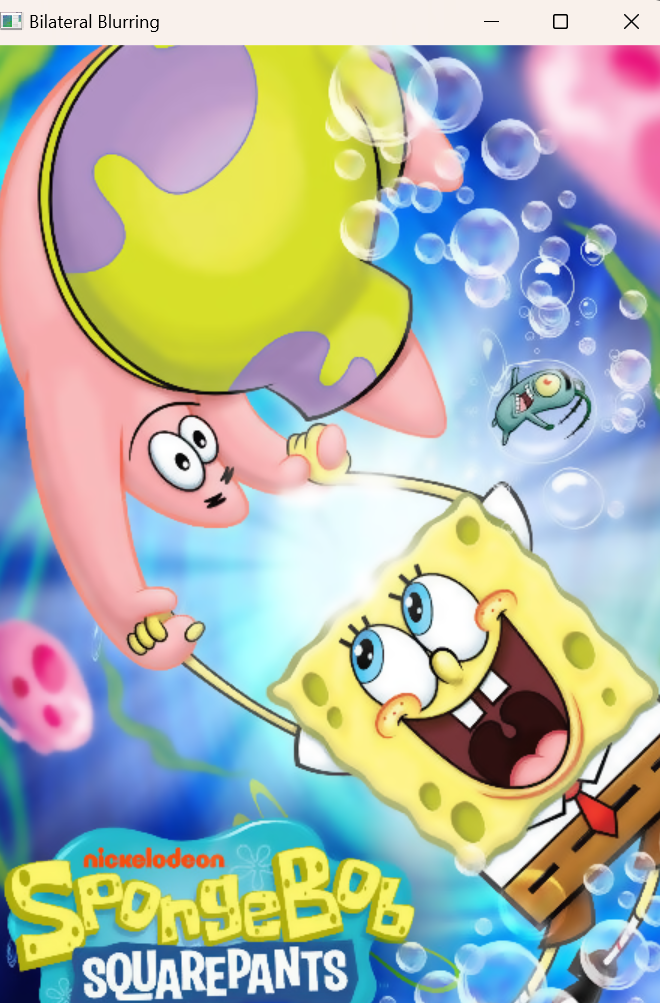 Bilateral Blurring
nickelodeon
SpongeBob
SQUAREPANTS